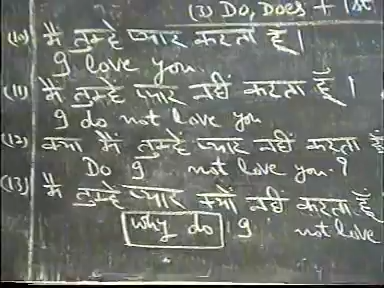 (3) Do, Does + 1st
(10) मैं तुम्हे प्यार करता हूँ।
I love you.
(11) मैं तुम्हें प्यार नहीं करता हूँ।
I do not love you
(12) क्या मैं तुम्हें प्यार नहीं करता हूँ
Do I not love you.?
(13) मैं तुम्हे प्यार क्यों नहीं करता हूँ
why do I not love